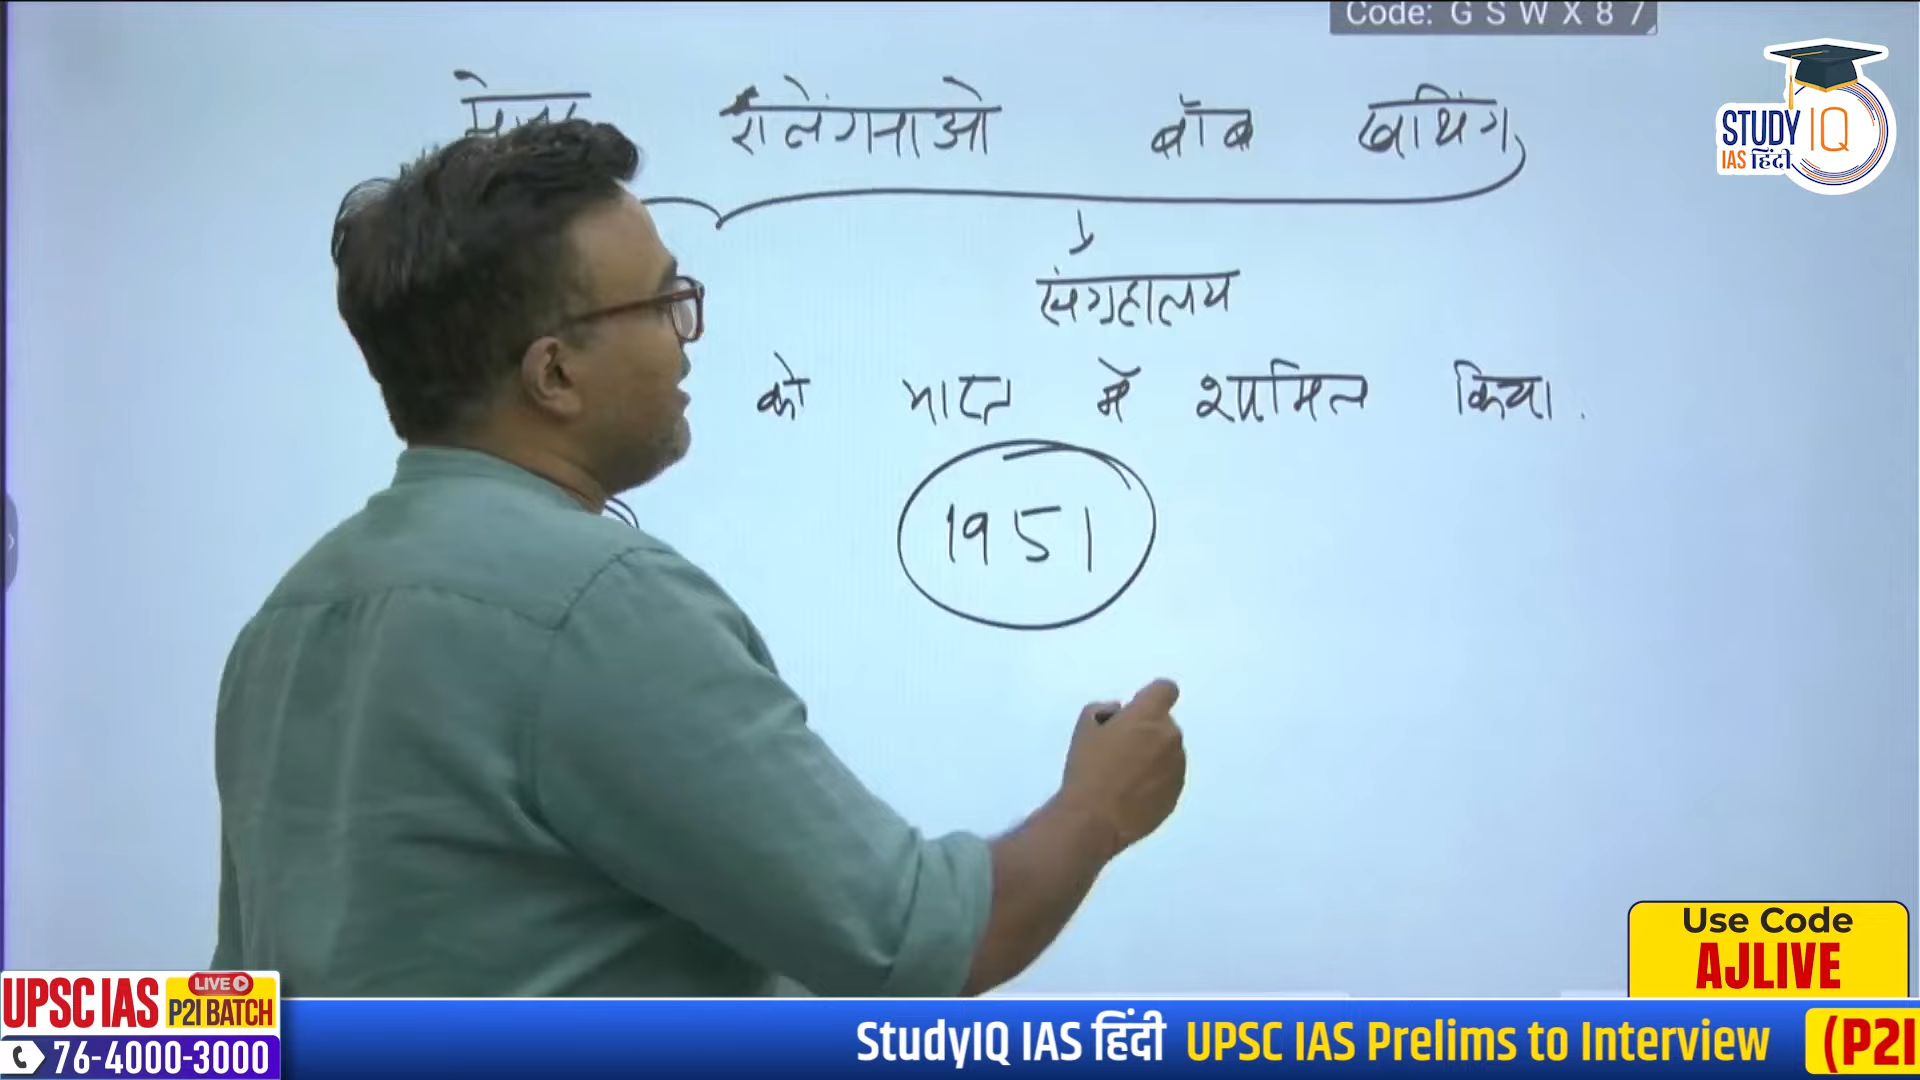 Code: G S W X 8 7
STUDY IQ
IAS हिंदी
रालेंगनाओ बॉब खाथिंग
संग्रहालय
को भारत में शामिल किया.
1951
Use Code
AJLIVE
UPSC IAS LIVE P2I BATCH
76-4000-3000
StudyIQ IAS हिंदी UPSC IAS Prelims to Interview (P2I